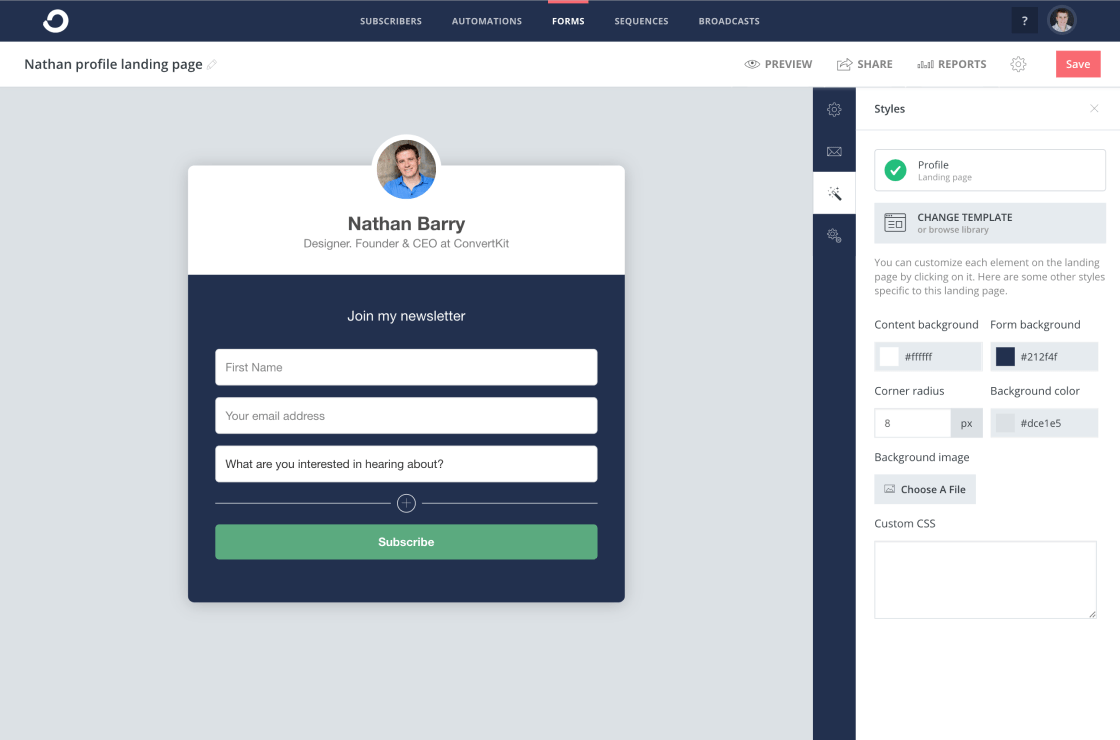 SUBSCRIBERS AUTOMATIONS FORMS SEQUENCES BROADCASTS ?
Nathan profile landing page PREVIEW SHARE REPORTS Save
Nathan Barry
Designer. Founder & CEO at ConvertKit
Join my newsletter
First Name
Your email address
What are you interested in hearing about?
Subscribe
Styles
Profile
Landing page
CHANGE TEMPLATE
or browse library
You can customize each element on the landing
page by clicking on it. Here are some other styles
specific to this landing page.
Content background Form background
#ffffff #212f4f
Corner radius Background color
8 px #dce1e5
Background image
Choose A File
Custom CSS